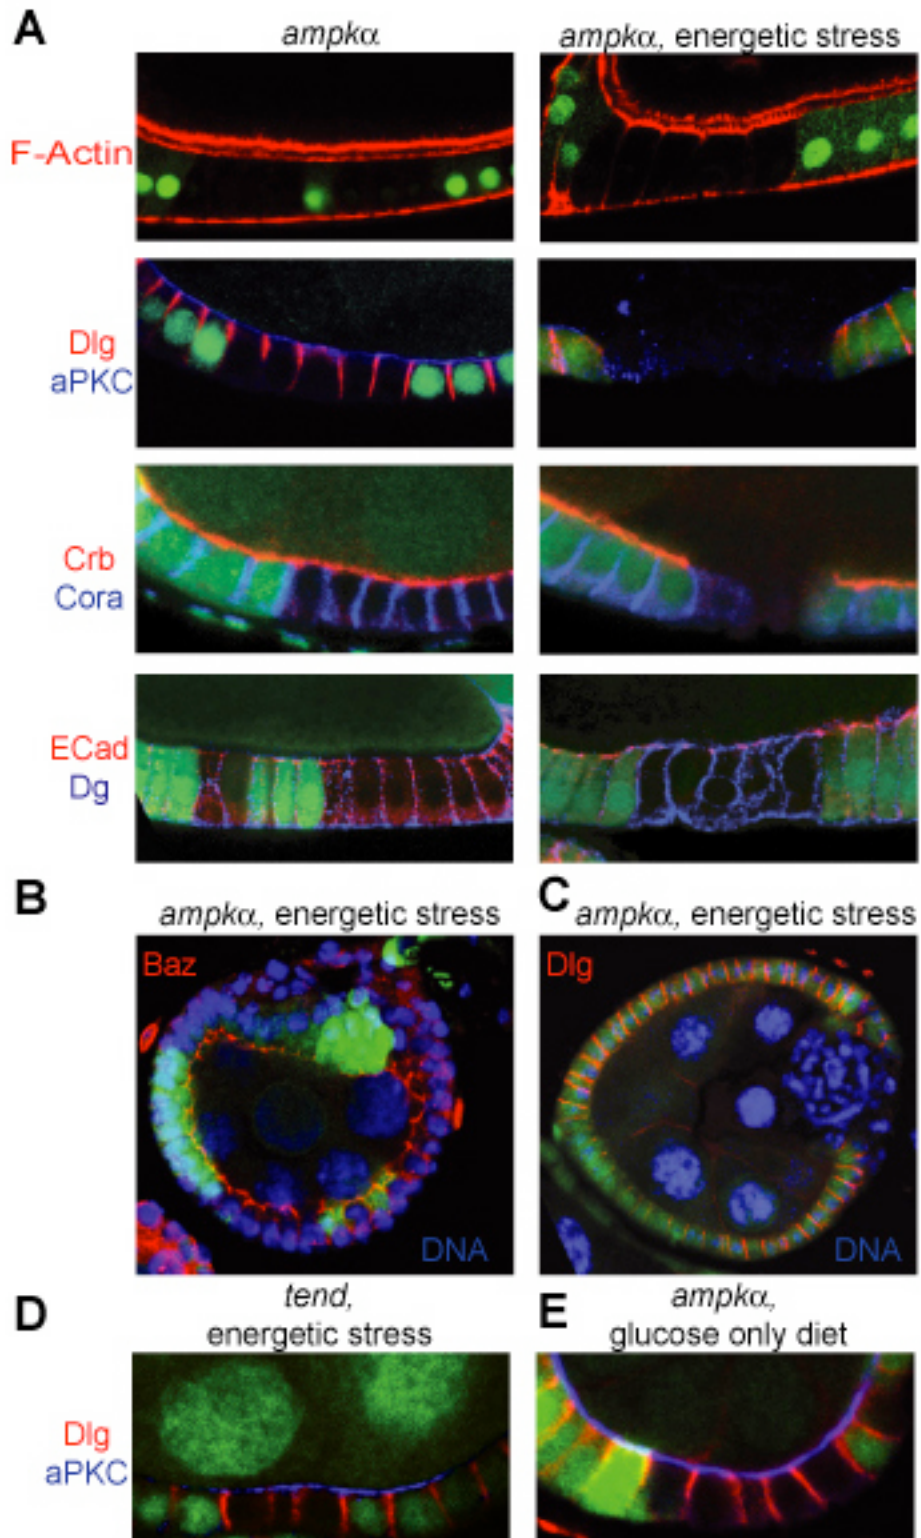 A
ampkα
ampkα, energetic stress
F-Actin
Dlg
aPKC
Crb
Cora
ECad
Dg
B
ampkα, energetic stress
C
ampkα, energetic stress
Baz
DNA
Dlg
DNA
D
tend,
energetic stress
E
ampkα,
glucose only diet
Dlg
aPKC